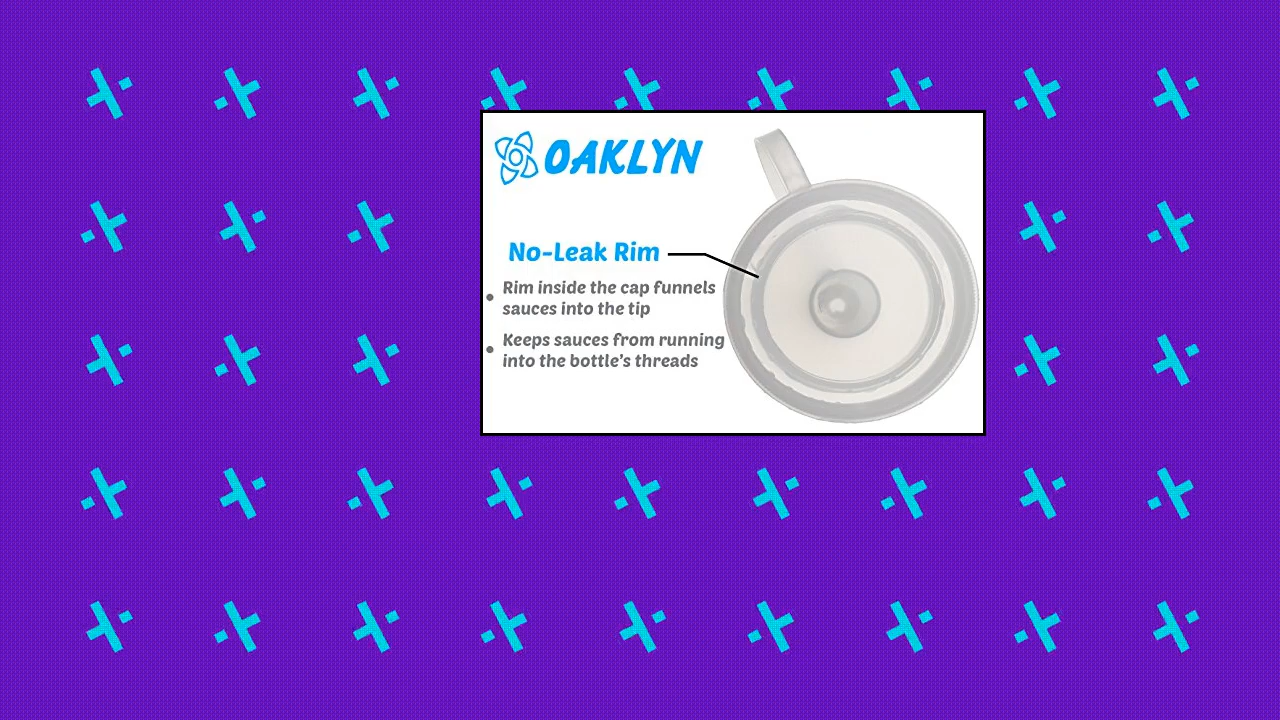 OAKLYN
No-Leak Rim
• Rim inside the cap funnels
sauces into the tip
• Keeps sauces from running
into the bottle's threads